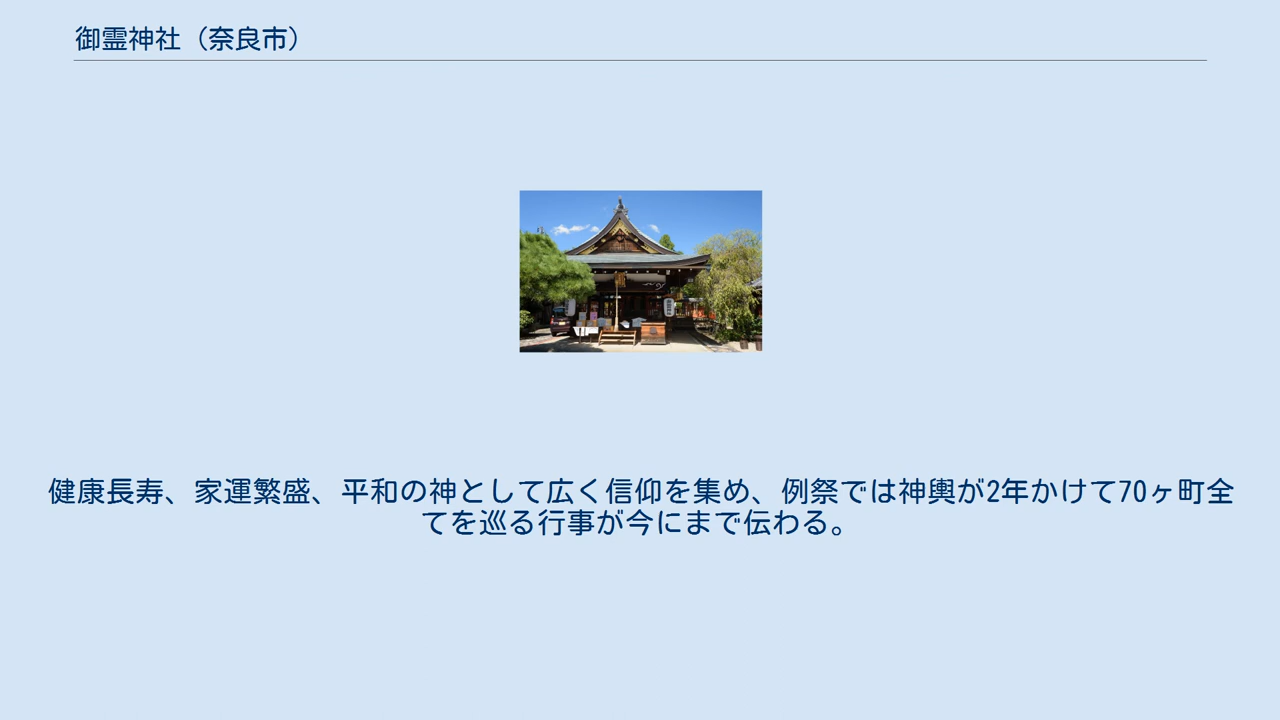 御霊神社（奈良市）
健康長寿、家運繁盛、平和の神として広く信仰を集め、例祭では神輿が2年かけて70ヶ町全
てを巡る行事が今にまで伝わる。